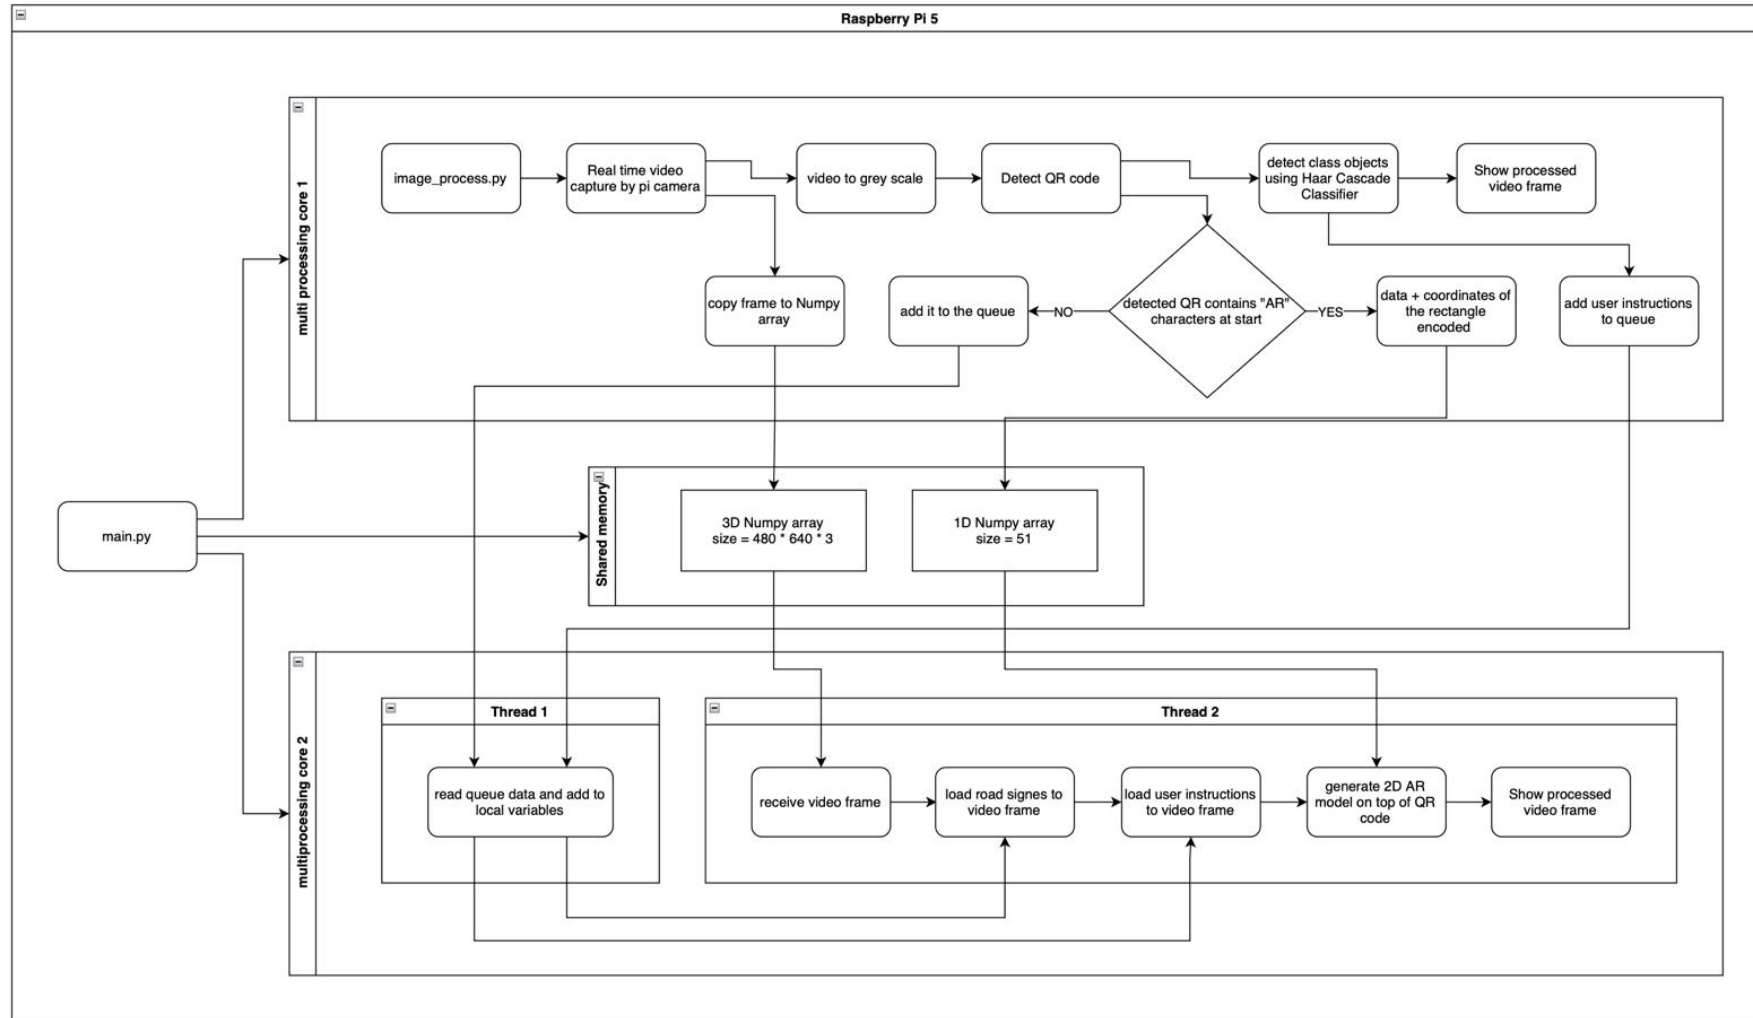 Raspberry Pi 5
multi processing core 1
image_process.py
Real time video
capture by pi camera
video to grey scale
Detect QR code
detect class objects
using Haar Cascade
Classifier
Show processed
video frame
copy frame to Numpy
array
add it to the queue
NO
detected QR contains "AR"
characters at start
YES
data + coordinates of
the rectangle
encoded
add user instructions
to queue
main.py
Shared memory
3D Numpy array
size = 480 * 640 * 3
1D Numpy array
size = 51
multiprocessing core 2
Thread 1
read queue data and add to
local variables
Thread 2
receive video frame
load road signes to
video frame
load user instructions
to video frame
generate 2D AR
model on top of QR
code
Show processed
video frame